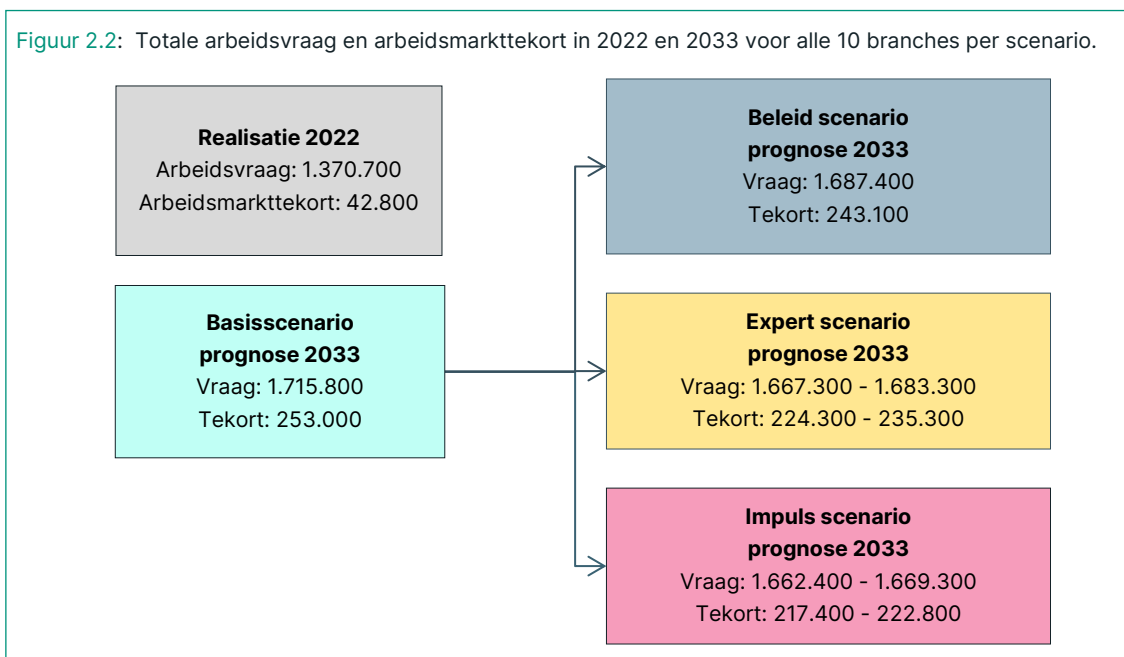 Figuur 2.2: Totale arbeidsvraag en arbeidsmarkttekort in 2022 en 2033 voor alle 10 branches per scenario.
Realisatie 2022
Arbeidsvraag: 1.370.700
Arbeidsmarkttekort: 42.800
Basisscenario
prognose 2033
Vraag: 1.715.800
Tekort: 253.000
Beleid scenario
prognose 2033
Vraag: 1.687.400
Tekort: 243.100
Expert scenario
prognose 2033
Vraag: 1.667.300 - 1.683.300
Tekort: 224.300 - 235.300
Impuls scenario
prognose 2033
Vraag: 1.662.400 - 1.669.300
Tekort: 217.400 - 222.800